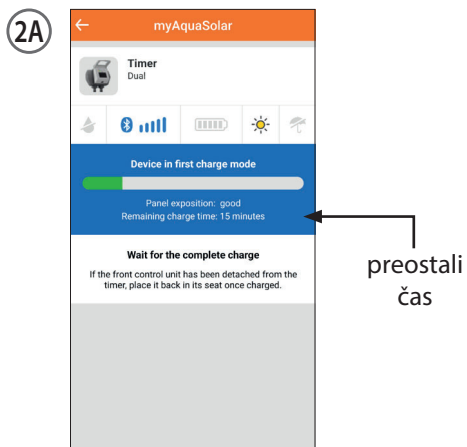 2A
myAquaSolar
Timer
Dual
Device in first charge mode
Panel exposition: good
Remaining charge time: 15 minutes
Wait for the complete charge
If the front control unit has been detached from the
timer, place it back in its seat once charged.
preostali
čas